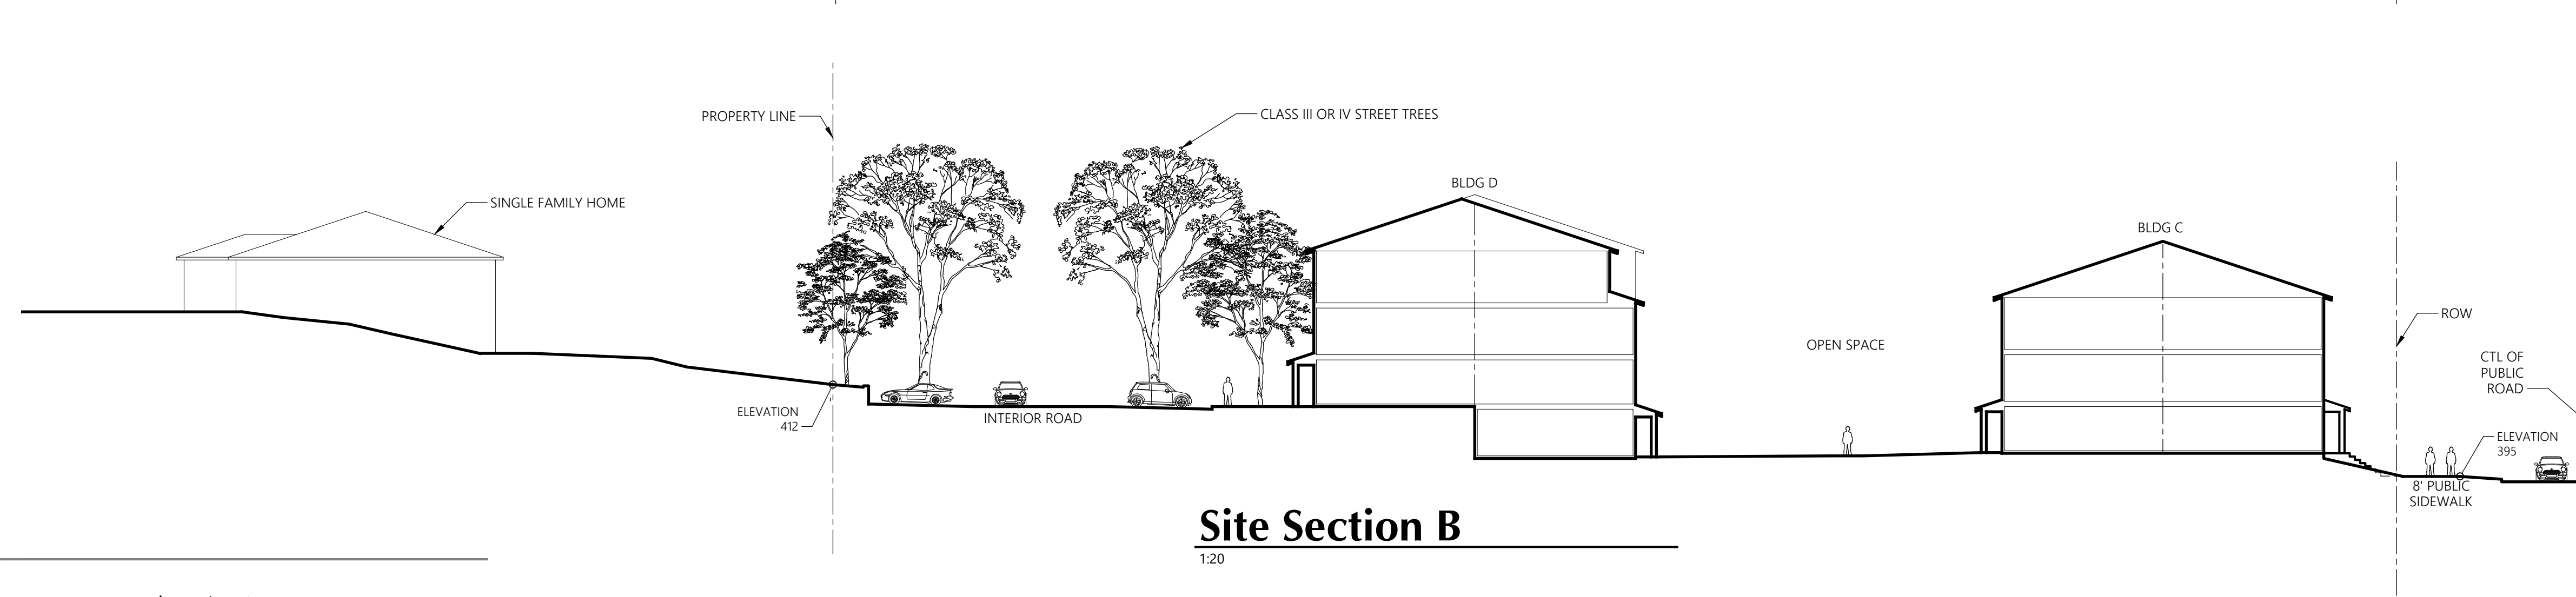 PROPERTY LINE
CLASS III OR IV STREET TREES
SINGLE FAMILY HOME
BLDG D
BLDG C
ROW
OPEN SPACE
CTL OF
PUBLIC
ROAD
ELEVATION
412
INTERIOR ROAD
ELEVATION
395
8' PUBLIC
SIDEWALK
Site Section B
1:20